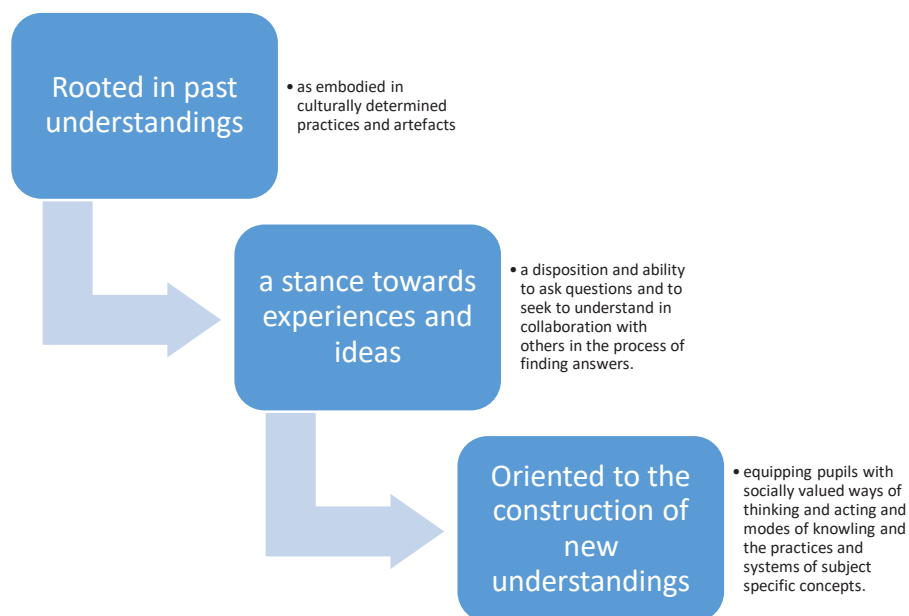 Rooted in past
understandings
• as embodied in
culturally determined
practices and artefacts
a stance towards
experiences and
ideas
• a disposition and ability
to ask questions and to
seek to understand in
collaboration with
others in the process of
finding answers.
Oriented to the
construction of
new
understandings
• equipping pupils with
socially valued ways of
thinking and acting and
modes of knowling and
the practices and
systems of subject
specific concepts.